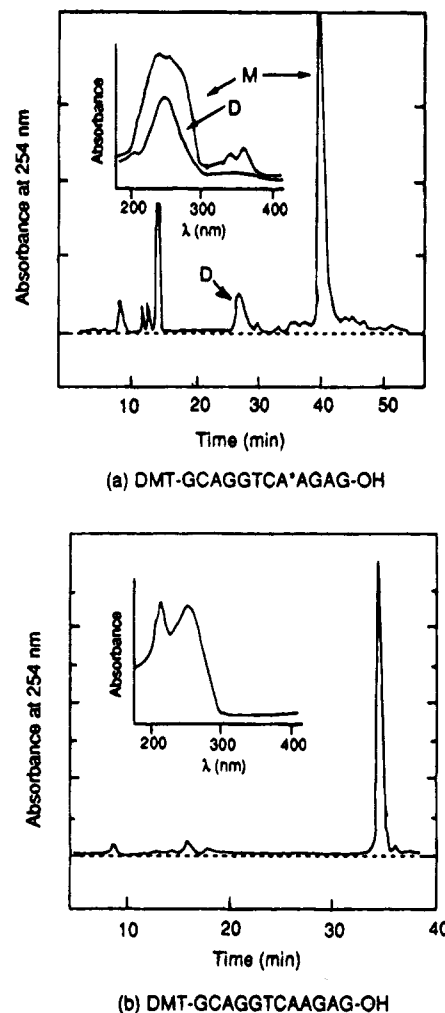 Absorbance at 254 nm
Absorbance
M
D
200 300 400
λ (nm)
D
10 20 30 40 50
Time (min)
(a) DMT-GCAGGTCA*AGAG-OH
Absorbance at 254 nm
Absorbance
200 300 400
λ (nm)
10 20 30 40
Time (min)
(b) DMT-GCAGGTCAAGAG-OH